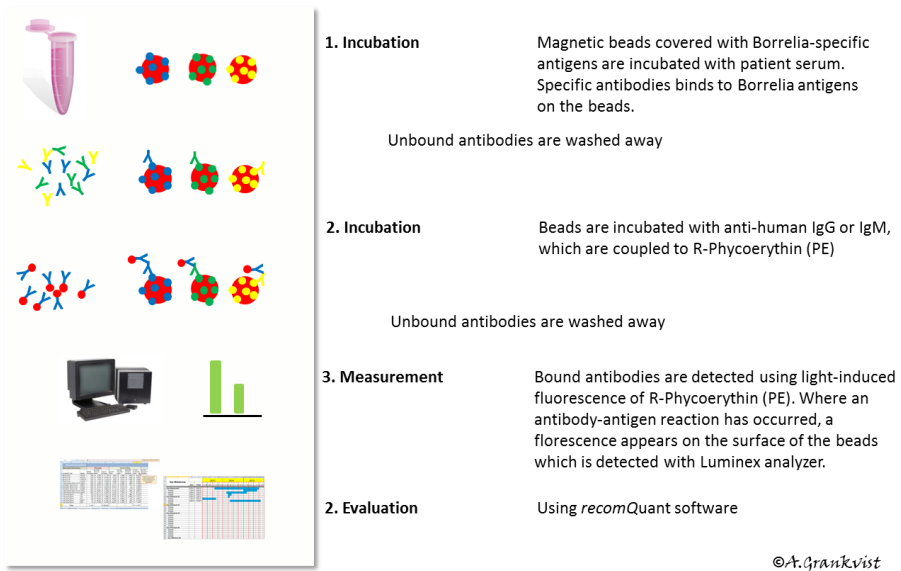 1. Incubation
Magnetic beads covered with Borrelia-specific
antigens are incubated with patient serum.
Specific antibodies binds to Borrelia antigens
on the beads.
Unbound antibodies are washed away
2. Incubation
Beads are incubated with anti-human IgG or IgM,
which are coupled to R-Phycoerythin (PE)
Unbound antibodies are washed away
3. Measurement
Bound antibodies are detected using light-induced
fluorescence of R-Phycoerythin (PE). Where an
antibody-antigen reaction has occurred, a
florescence appears on the surface of the beads
which is detected with Luminex analyzer.
2. Evaluation
Using recomQuant software
©A.Grankvist